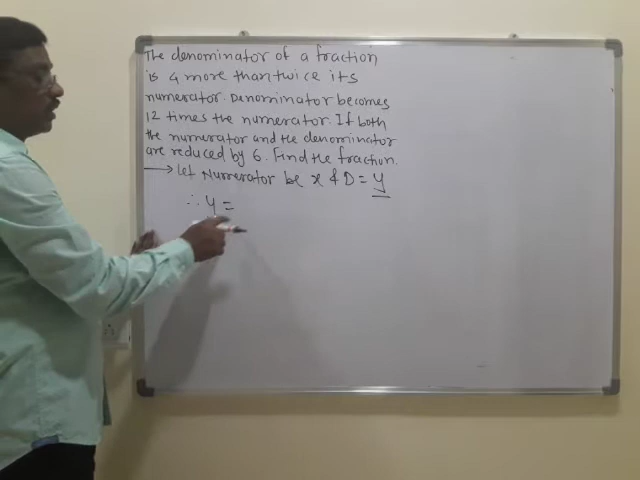 The denominator of a fraction
is 4 more than twice its
numerator. Denominator becomes
12 times the numerator. If both
the numerator and the denominator
are reduced by 6. Find the fraction.
→ Let Numerator be x & D = y
∴ y =